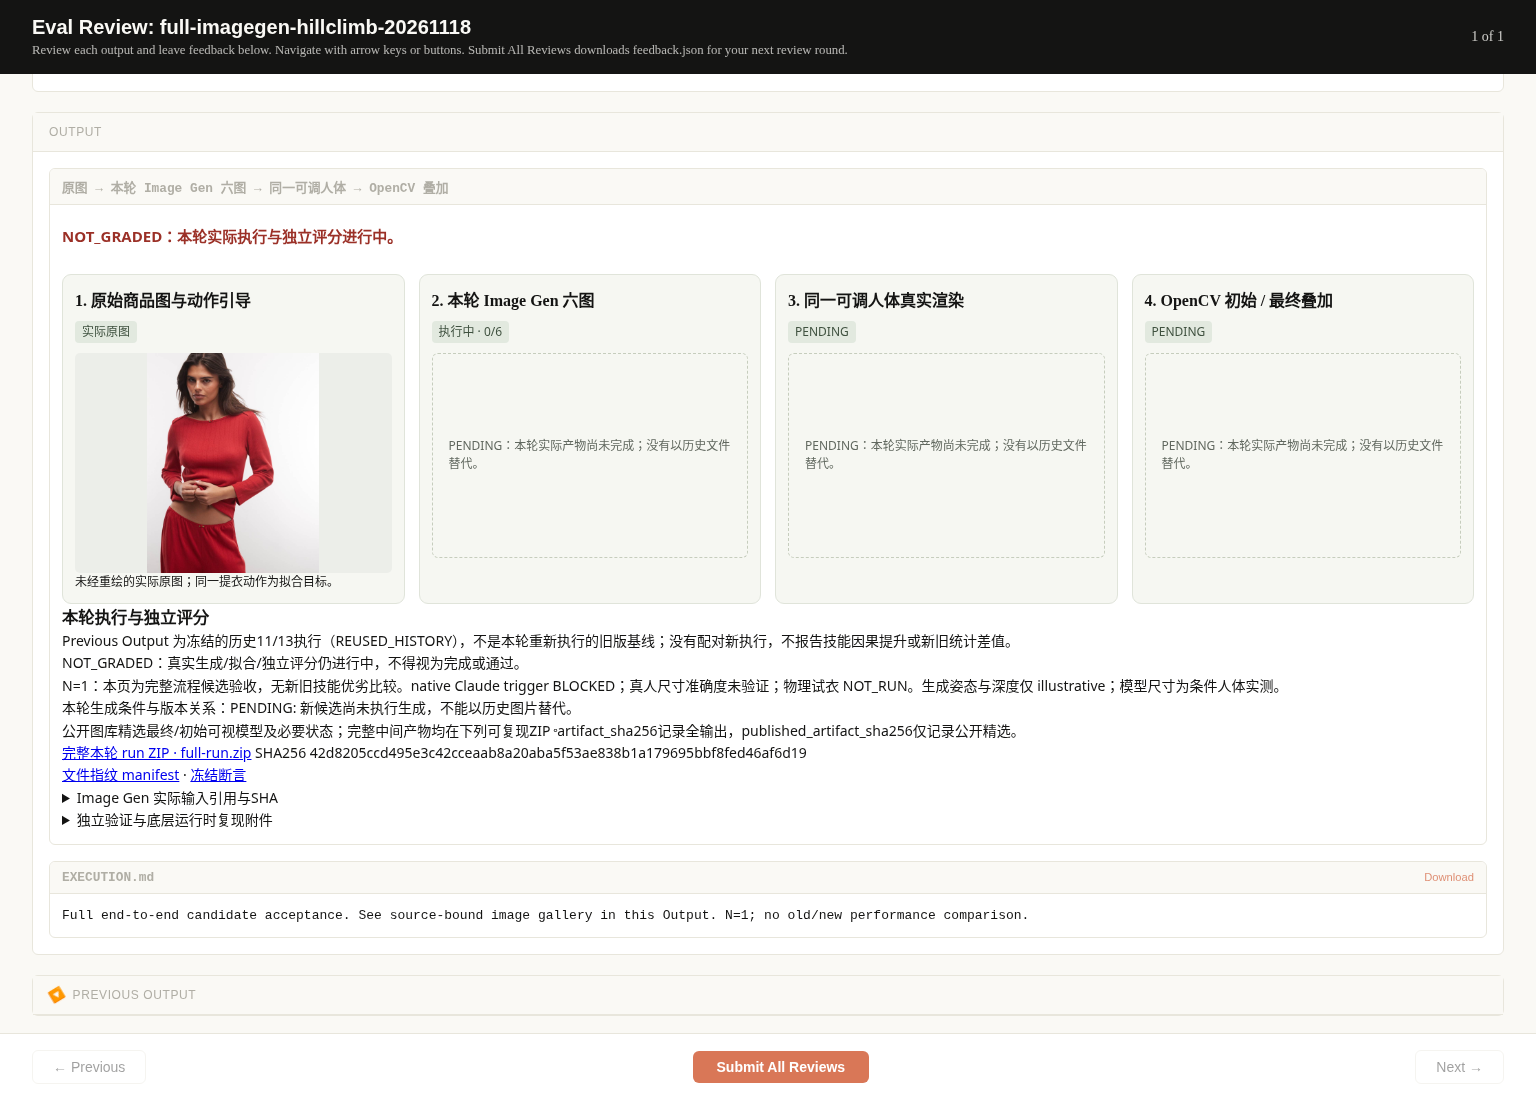 Eval Review: full-imagegen-hillclimb-20261118
Review each output and leave feedback below. Navigate with arrow keys or buttons. Submit All Reviews downloads feedback.json for your next review round.
1 of 1
OUTPUT
原图 → 本轮 Image Gen 六图 → 同一可调人体 → OpenCV 叠加
NOT_GRADED：本轮实际执行与独立评分进行中。
1. 原始商品图与动作引导
实际原图
未经重绘的实际原图；同一提衣动作为拟合目标。
2. 本轮 Image Gen 六图
执行中 · 0/6
PENDING：本轮实际产物尚未完成；没有以历史文件
替代。
3. 同一可调人体真实渲染
PENDING
PENDING：本轮实际产物尚未完成；没有以历史文件
替代。
4. OpenCV 初始 / 最终叠加
PENDING
PENDING：本轮实际产物尚未完成；没有以历史文件
替代。
本轮执行与独立评分
Previous Output 为冻结的历史11/13执行（REUSED_HISTORY），不是本轮重新执行的旧版基线；没有配对新执行，不报告技能因果提升或新旧统计差值。
NOT_GRADED：真实生成/拟合/独立评分仍进行中，不得视为完成或通过。
N=1：本页为完整流程候选验收，无新旧技能优劣比较。native Claude trigger BLOCKED；真人尺寸准确度未验证；物理试衣 NOT_RUN。生成姿态与深度仅 illustrative；模型尺寸为条件人体实测。
本轮生成条件与版本关系：PENDING: 新候选尚未执行生成，不能以历史图片替代。
公开图库精选最终/初始可视模型及必要状态；完整中间产物均在下列可复现ZIP。artifact_sha256记录全输出，published_artifact_sha256仅记录公开精选。
完整本轮 run ZIP · full-run.zip SHA256 42d8205ccd495e3c42cceaab8a20aba5f53ae838b1a179695bbf8fed46af6d19
文件指纹 manifest · 冻结断言
▶ Image Gen 实际输入引用与SHA
▶ 独立验证与底层运行时复现附件
EXECUTION.md
Download
Full end-to-end candidate acceptance. See source-bound image gallery in this Output. N=1; no old/new performance comparison.
PREVIOUS OUTPUT
← Previous
Submit All Reviews
Next →